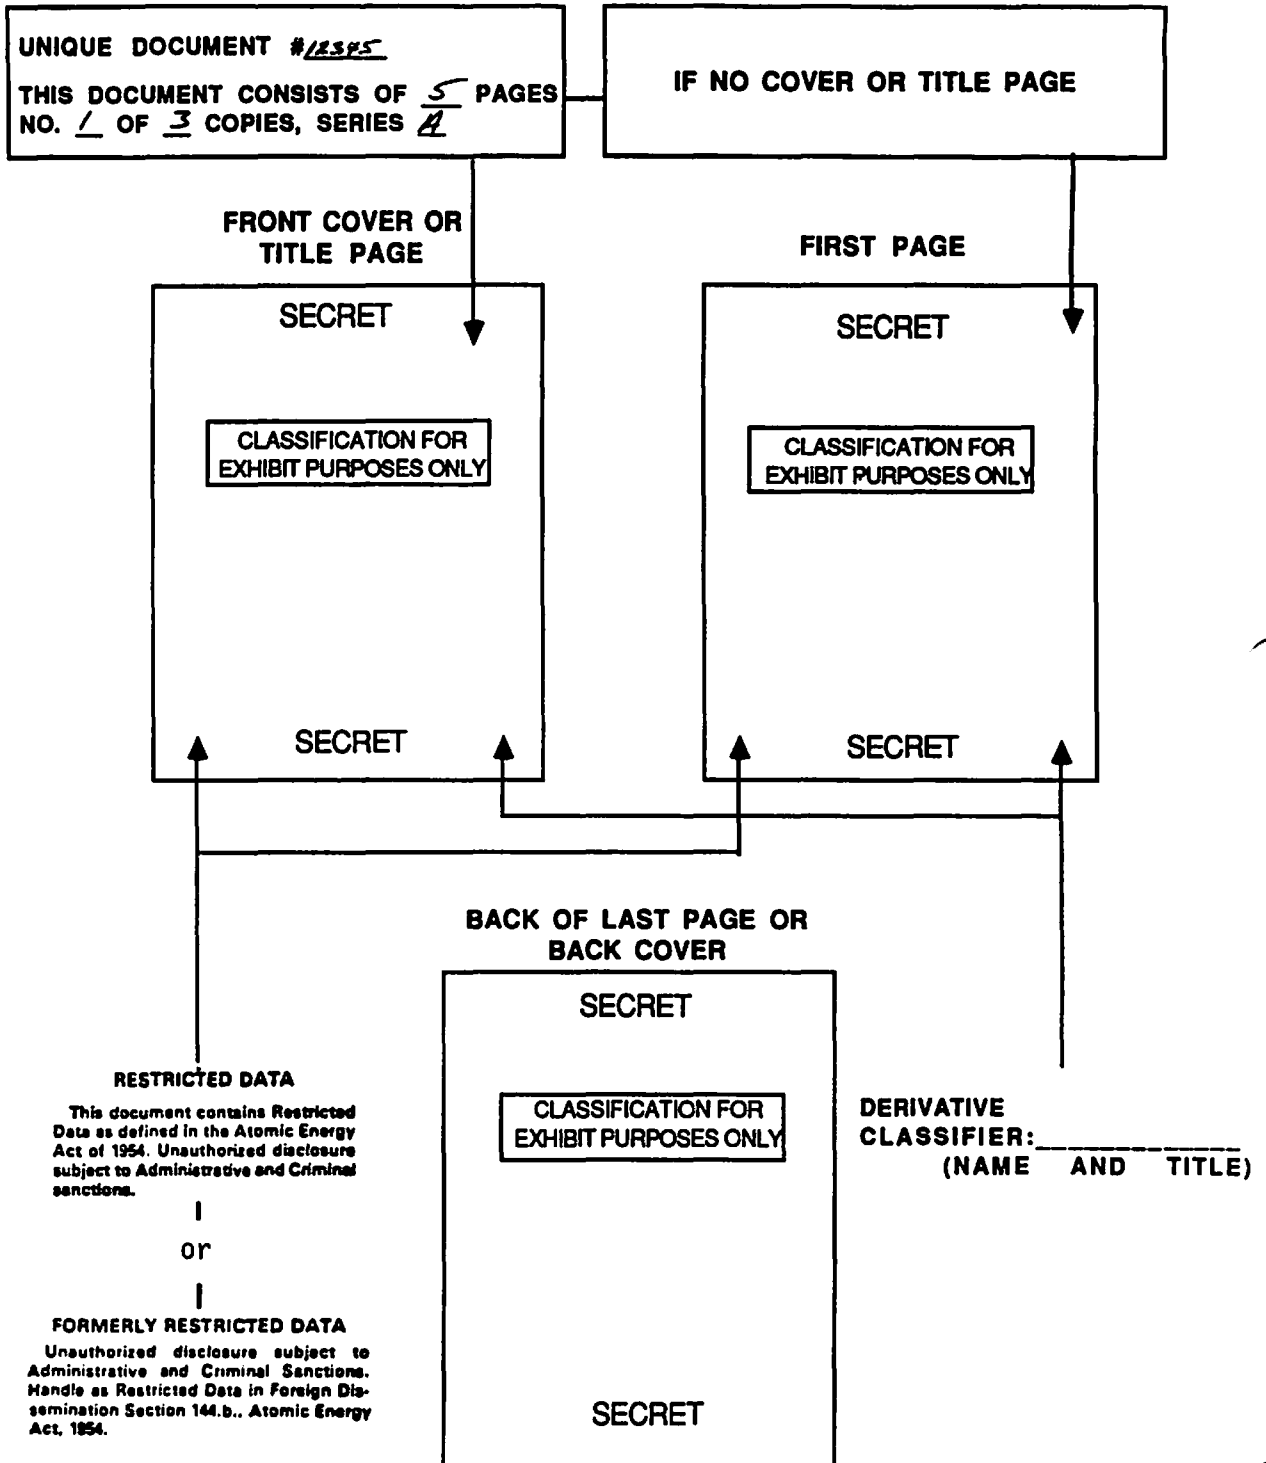 UNIQUE DOCUMENT #12345
THIS DOCUMENT CONSISTS OF 5 PAGES
NO. 1 OF 3 COPIES, SERIES A
IF NO COVER OR TITLE PAGE
FRONT COVER OR
TITLE PAGE
FIRST PAGE
SECRET
CLASSIFICATION FOR
EXHIBIT PURPOSES ONLY
SECRET
SECRET
CLASSIFICATION FOR
EXHIBIT PURPOSES ONLY
SECRET
BACK OF LAST PAGE OR
BACK COVER
SECRET
CLASSIFICATION FOR
EXHIBIT PURPOSES ONLY
SECRET
RESTRICTED DATA
This document contains Restricted
Data as defined in the Atomic Energy
Act of 1954. Unauthorized disclosure
subject to Administrative and Criminal
sanctions.
or
FORMERLY RESTRICTED DATA
Unauthorized disclosure subject to
Administrative and Criminal Sanctions.
Handle as Restricted Data in Foreign Dis-
semination Section 144.b., Atomic Energy
Act, 1954.
DERIVATIVE
CLASSIFIER:_______________
(NAME AND TITLE)